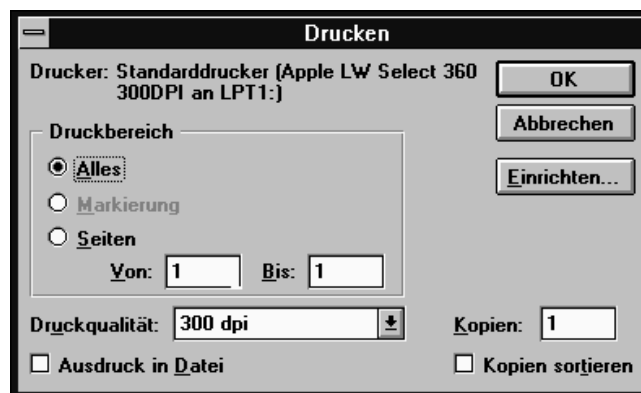 Drucken
Drucker: Standarddrucker (Apple LW Select 360
300DPI an LPT1:)
OK
Abbrechen
Einrichten...
Druckbereich
Alles
Markierung
Seiten
Von: 1 Bis: 1
Druckqualität: 300 dpi
Kopien: 1
Ausdruck in Datei
Kopien sortieren